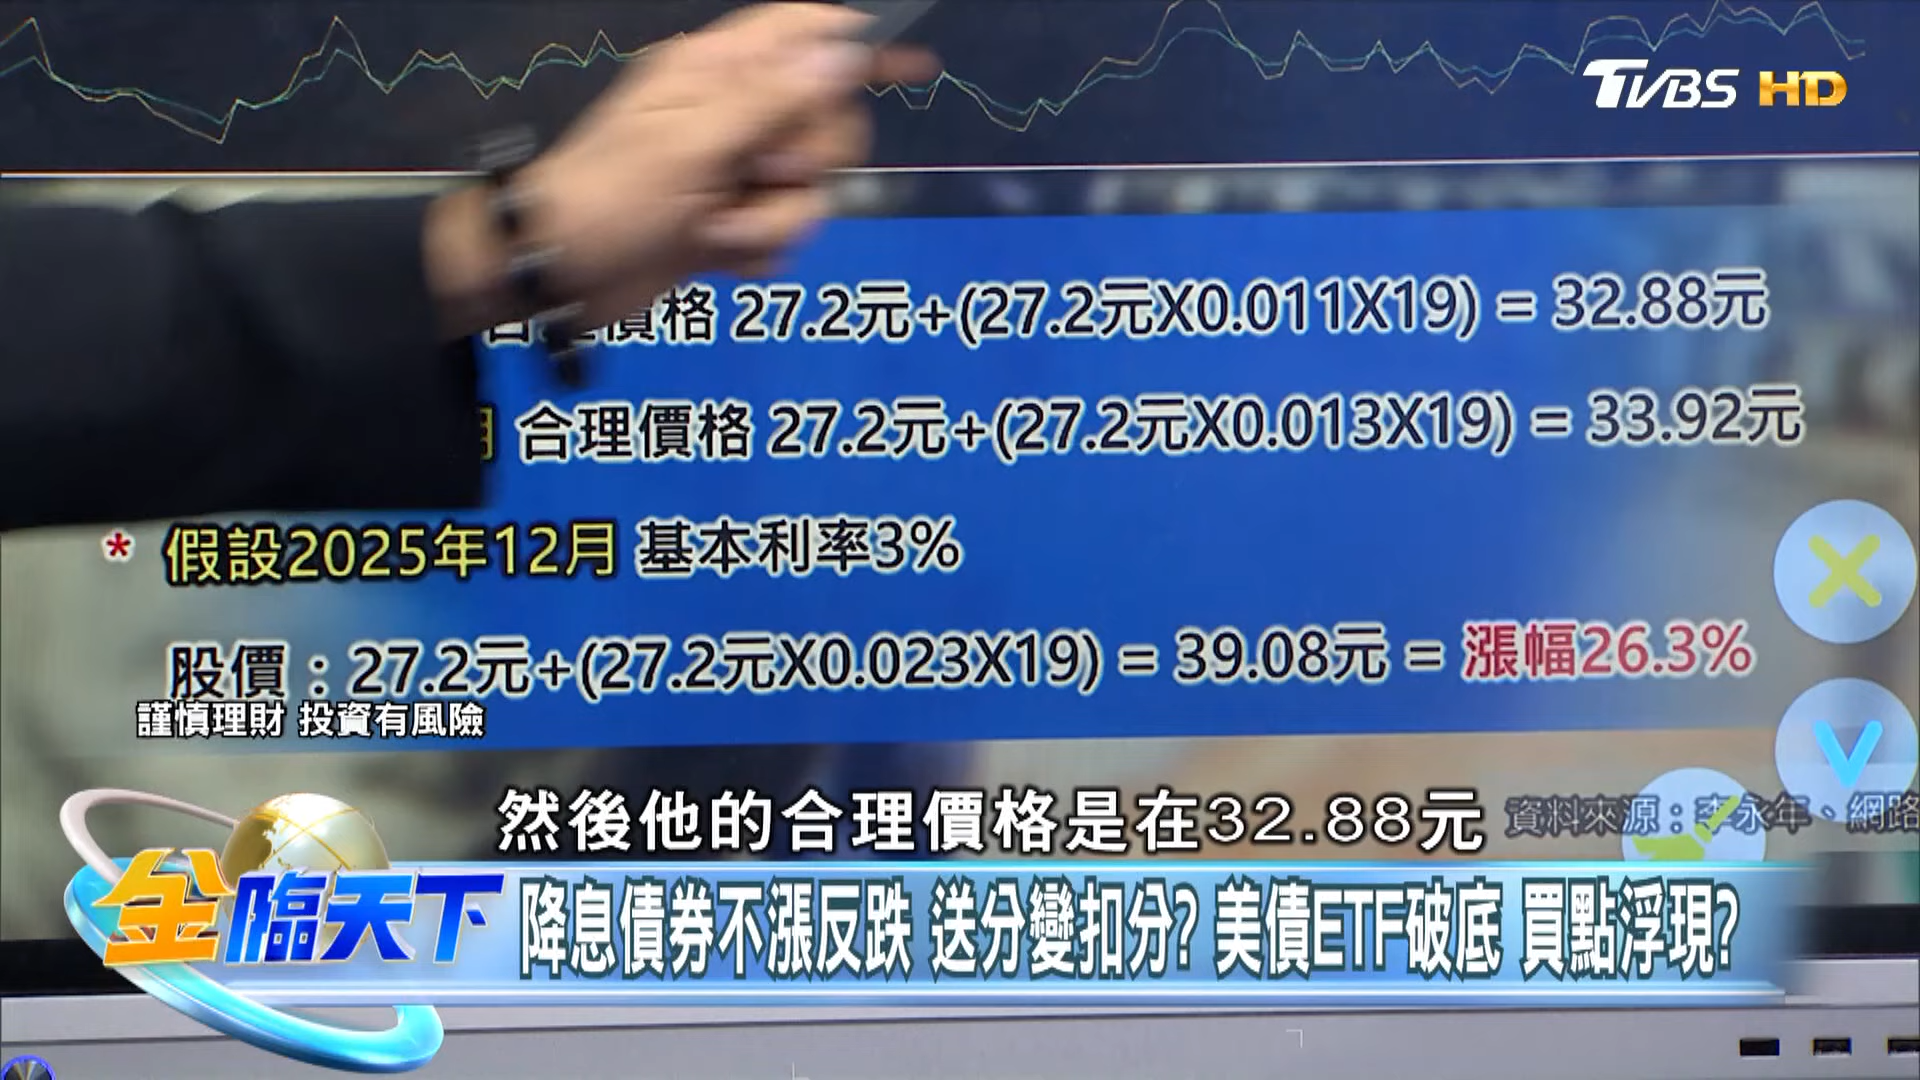 TVBS HD
合理價格 27.2元+(27.2元X0.011X19) = 32.88元
月 合理價格 27.2元+(27.2元X0.013X19) = 33.92元
* 假設2025年12月 基本利率3%
股價：27.2元+(27.2元X0.023X19) = 39.08元 = 漲幅26.3%
謹慎理財 投資有風險
然後他的合理價格是在32.88元
資料來源：李永年、網路
金臨天下
降息債券不漲反跌 送分變扣分? 美債ETF破底 買點浮現?